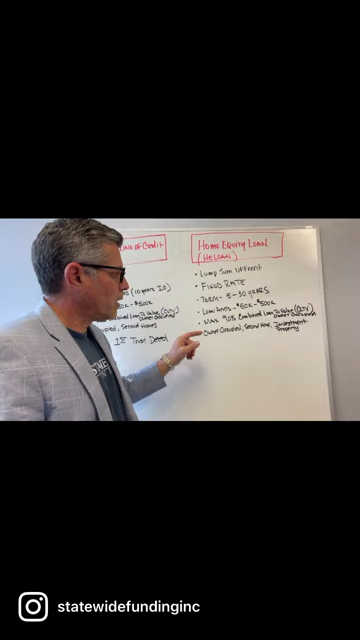 Line of Credit
Home Equity Loan
(HELOAN)
• Lump Sum Upfront
• FIXED RATE
• Term - 5 - 30 YEARS
• Loan Amts - $50K - $500K
• Max 90% Combined Loan To Value (CLTV)
owner occupied
• Owner Occupied, Second Home, Investment
Property
(10 years IO)
- $500K
Combined Loan To Value (CLTV)
owner occupied
, Second Homes
1st Trust Deed
statewidefundinginc